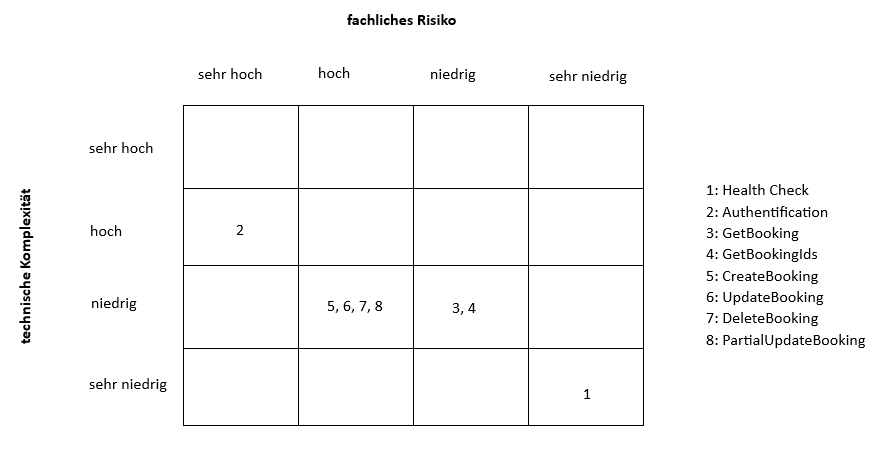 fachliches Risiko
sehr hoch
hoch
niedrig
sehr niedrig
technische Komplexität
sehr hoch
hoch
2
niedrig
5, 6, 7, 8
3, 4
sehr niedrig
1
1: Health Check
2: Authentification
3: GetBooking
4: GetBookingIds
5: CreateBooking
6: UpdateBooking
7: DeleteBooking
8: PartialUpdateBooking